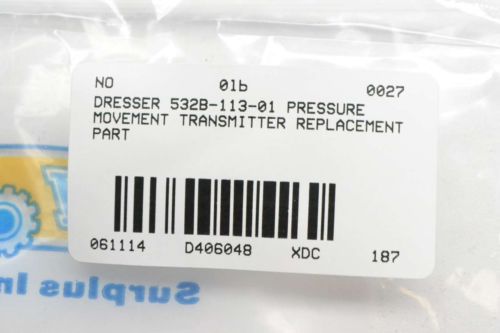 NO 01b 0027
DRESSER 532B-113-01 PRESSURE
MOVEMENT TRANSMITTER REPLACEMENT
PART
061114 D406048 XDC 187
Surplus In